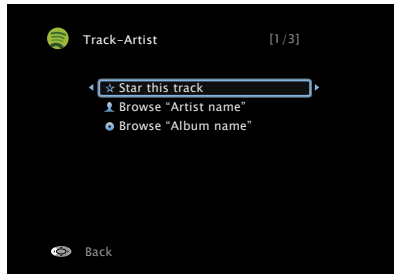 Track–Artist [1/3]
☆ Star this track
Browse “Artist name”
Browse “Album name”
Back